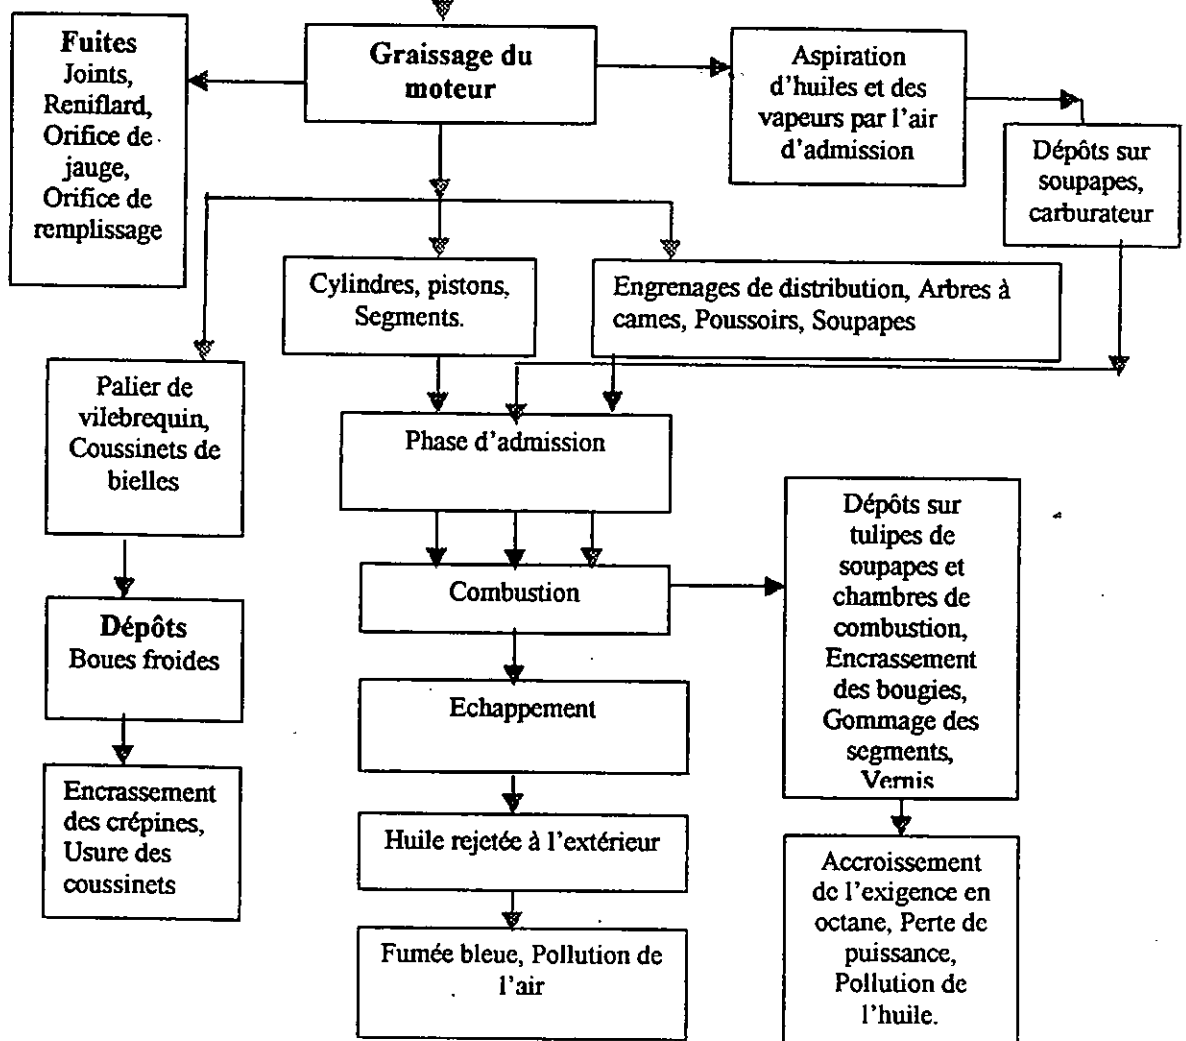 Fuites
Joints,
Reniflard,
Orifice de
jauge,
Orifice de
remplissage
Graissage du
moteur
Aspiration
d'huiles et des
vapeurs par l'air
d'admission
Dépôts sur
soupapes,
carburateur
Cylindres, pistons,
Segments.
Engrenages de distribution, Arbres à
cames, Poussoirs, Soupapes
Palier de
vilebrequin,
Coussinets de
bielles
Phase d'admission
Dépôts sur
tulipes de
soupapes et
chambres de
combustion,
Encrassement
des bougies,
Gommage des
segments,
Vernis
Combustion
Dépôts
Boues froides
Echappement
Encrassement
des crépines,
Usure des
coussinets
Huile rejetée à l'extérieur
Accroissement
de l'exigence en
octane, Perte de
puissance,
Pollution de
l'huile.
Fumée bleue, Pollution de
l'air